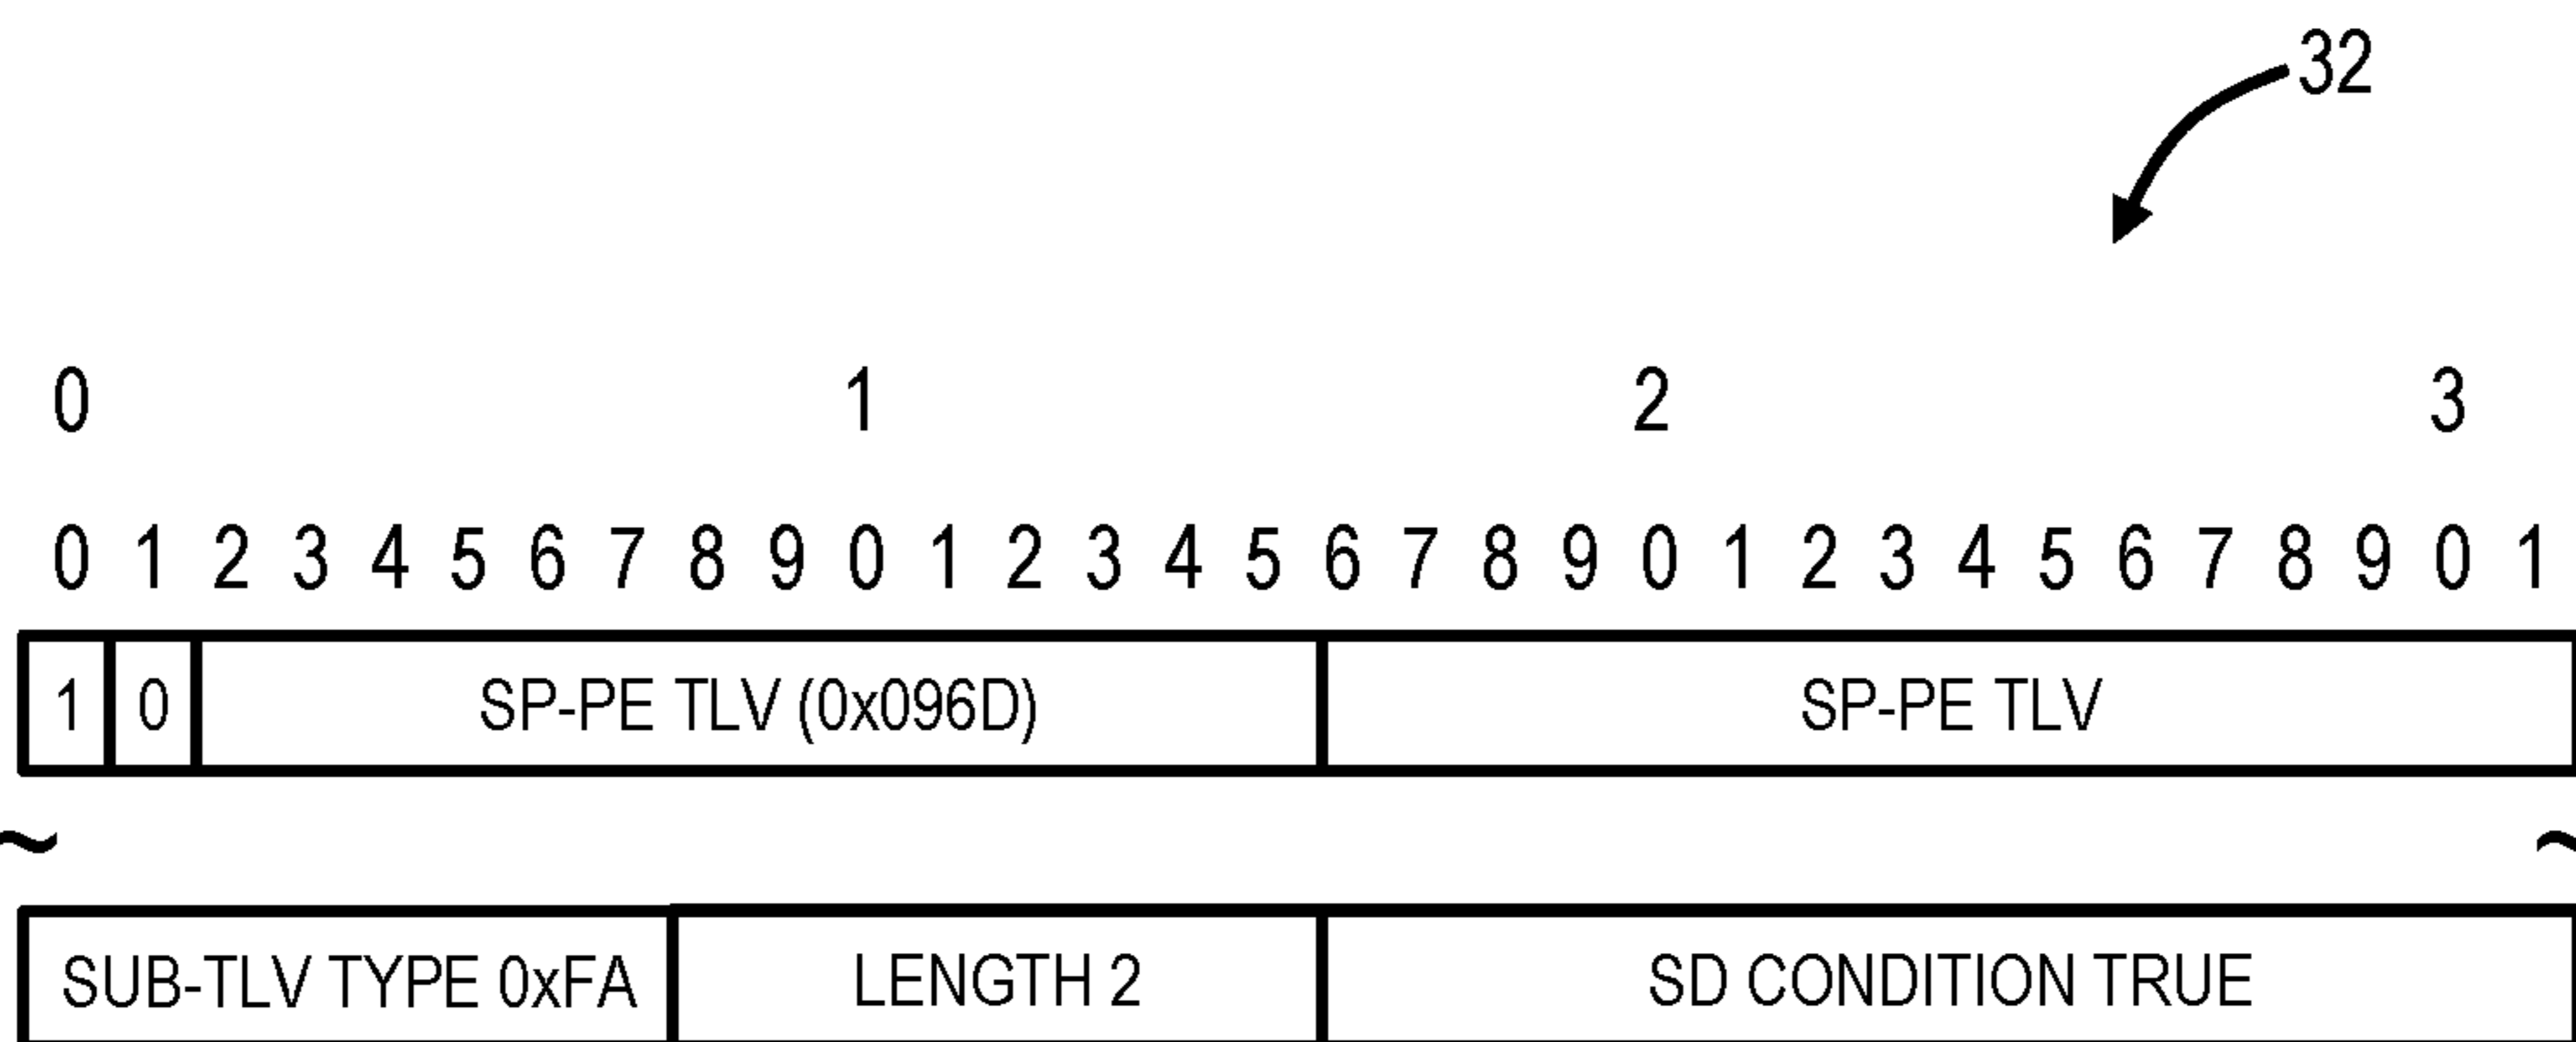 32
0 1 2 3
0 1 2 3 4 5 6 7 8 9 0 1 2 3 4 5 6 7 8 9 0 1 2 3 4 5 6 7 8 9 0 1
1 0 SP-PE TLV (0x096D) SP-PE TLV
~ ~
SUB-TLV TYPE 0xFA LENGTH 2 SD CONDITION TRUE